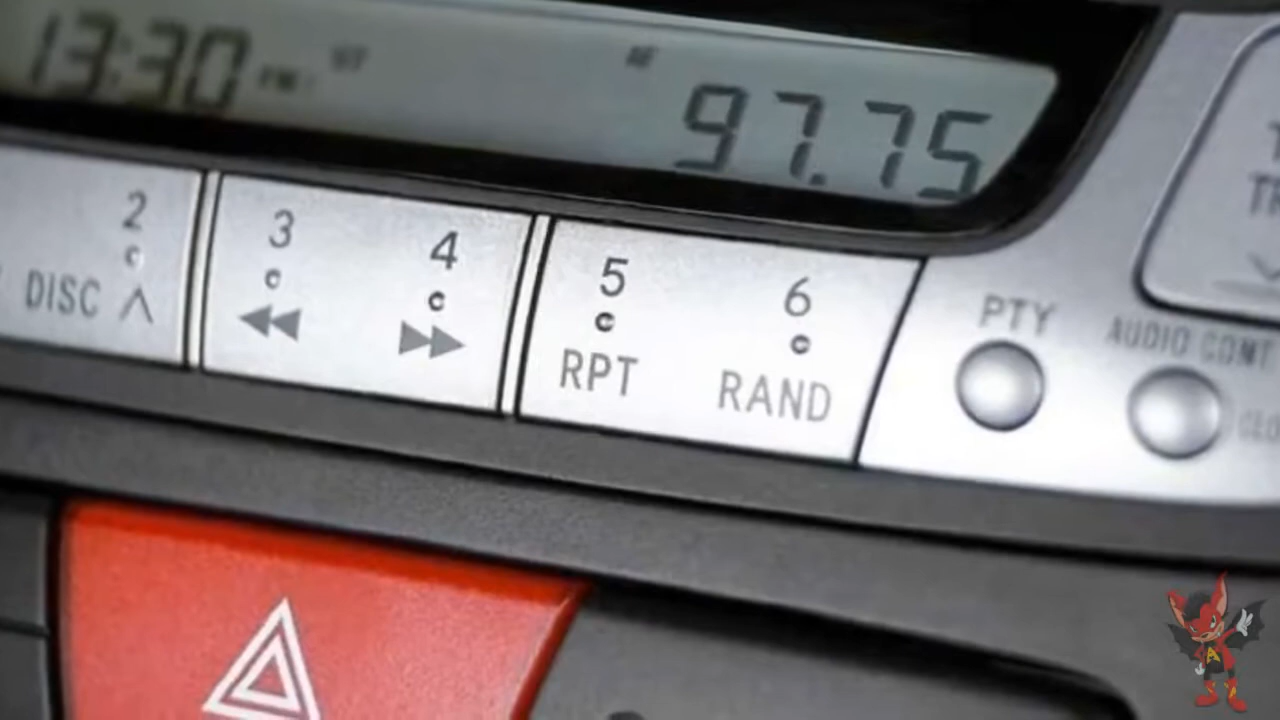 13:30
97.75
2
DISC ∧
3
4
5
RPT
6
RAND
PTY
AUDIO CONT